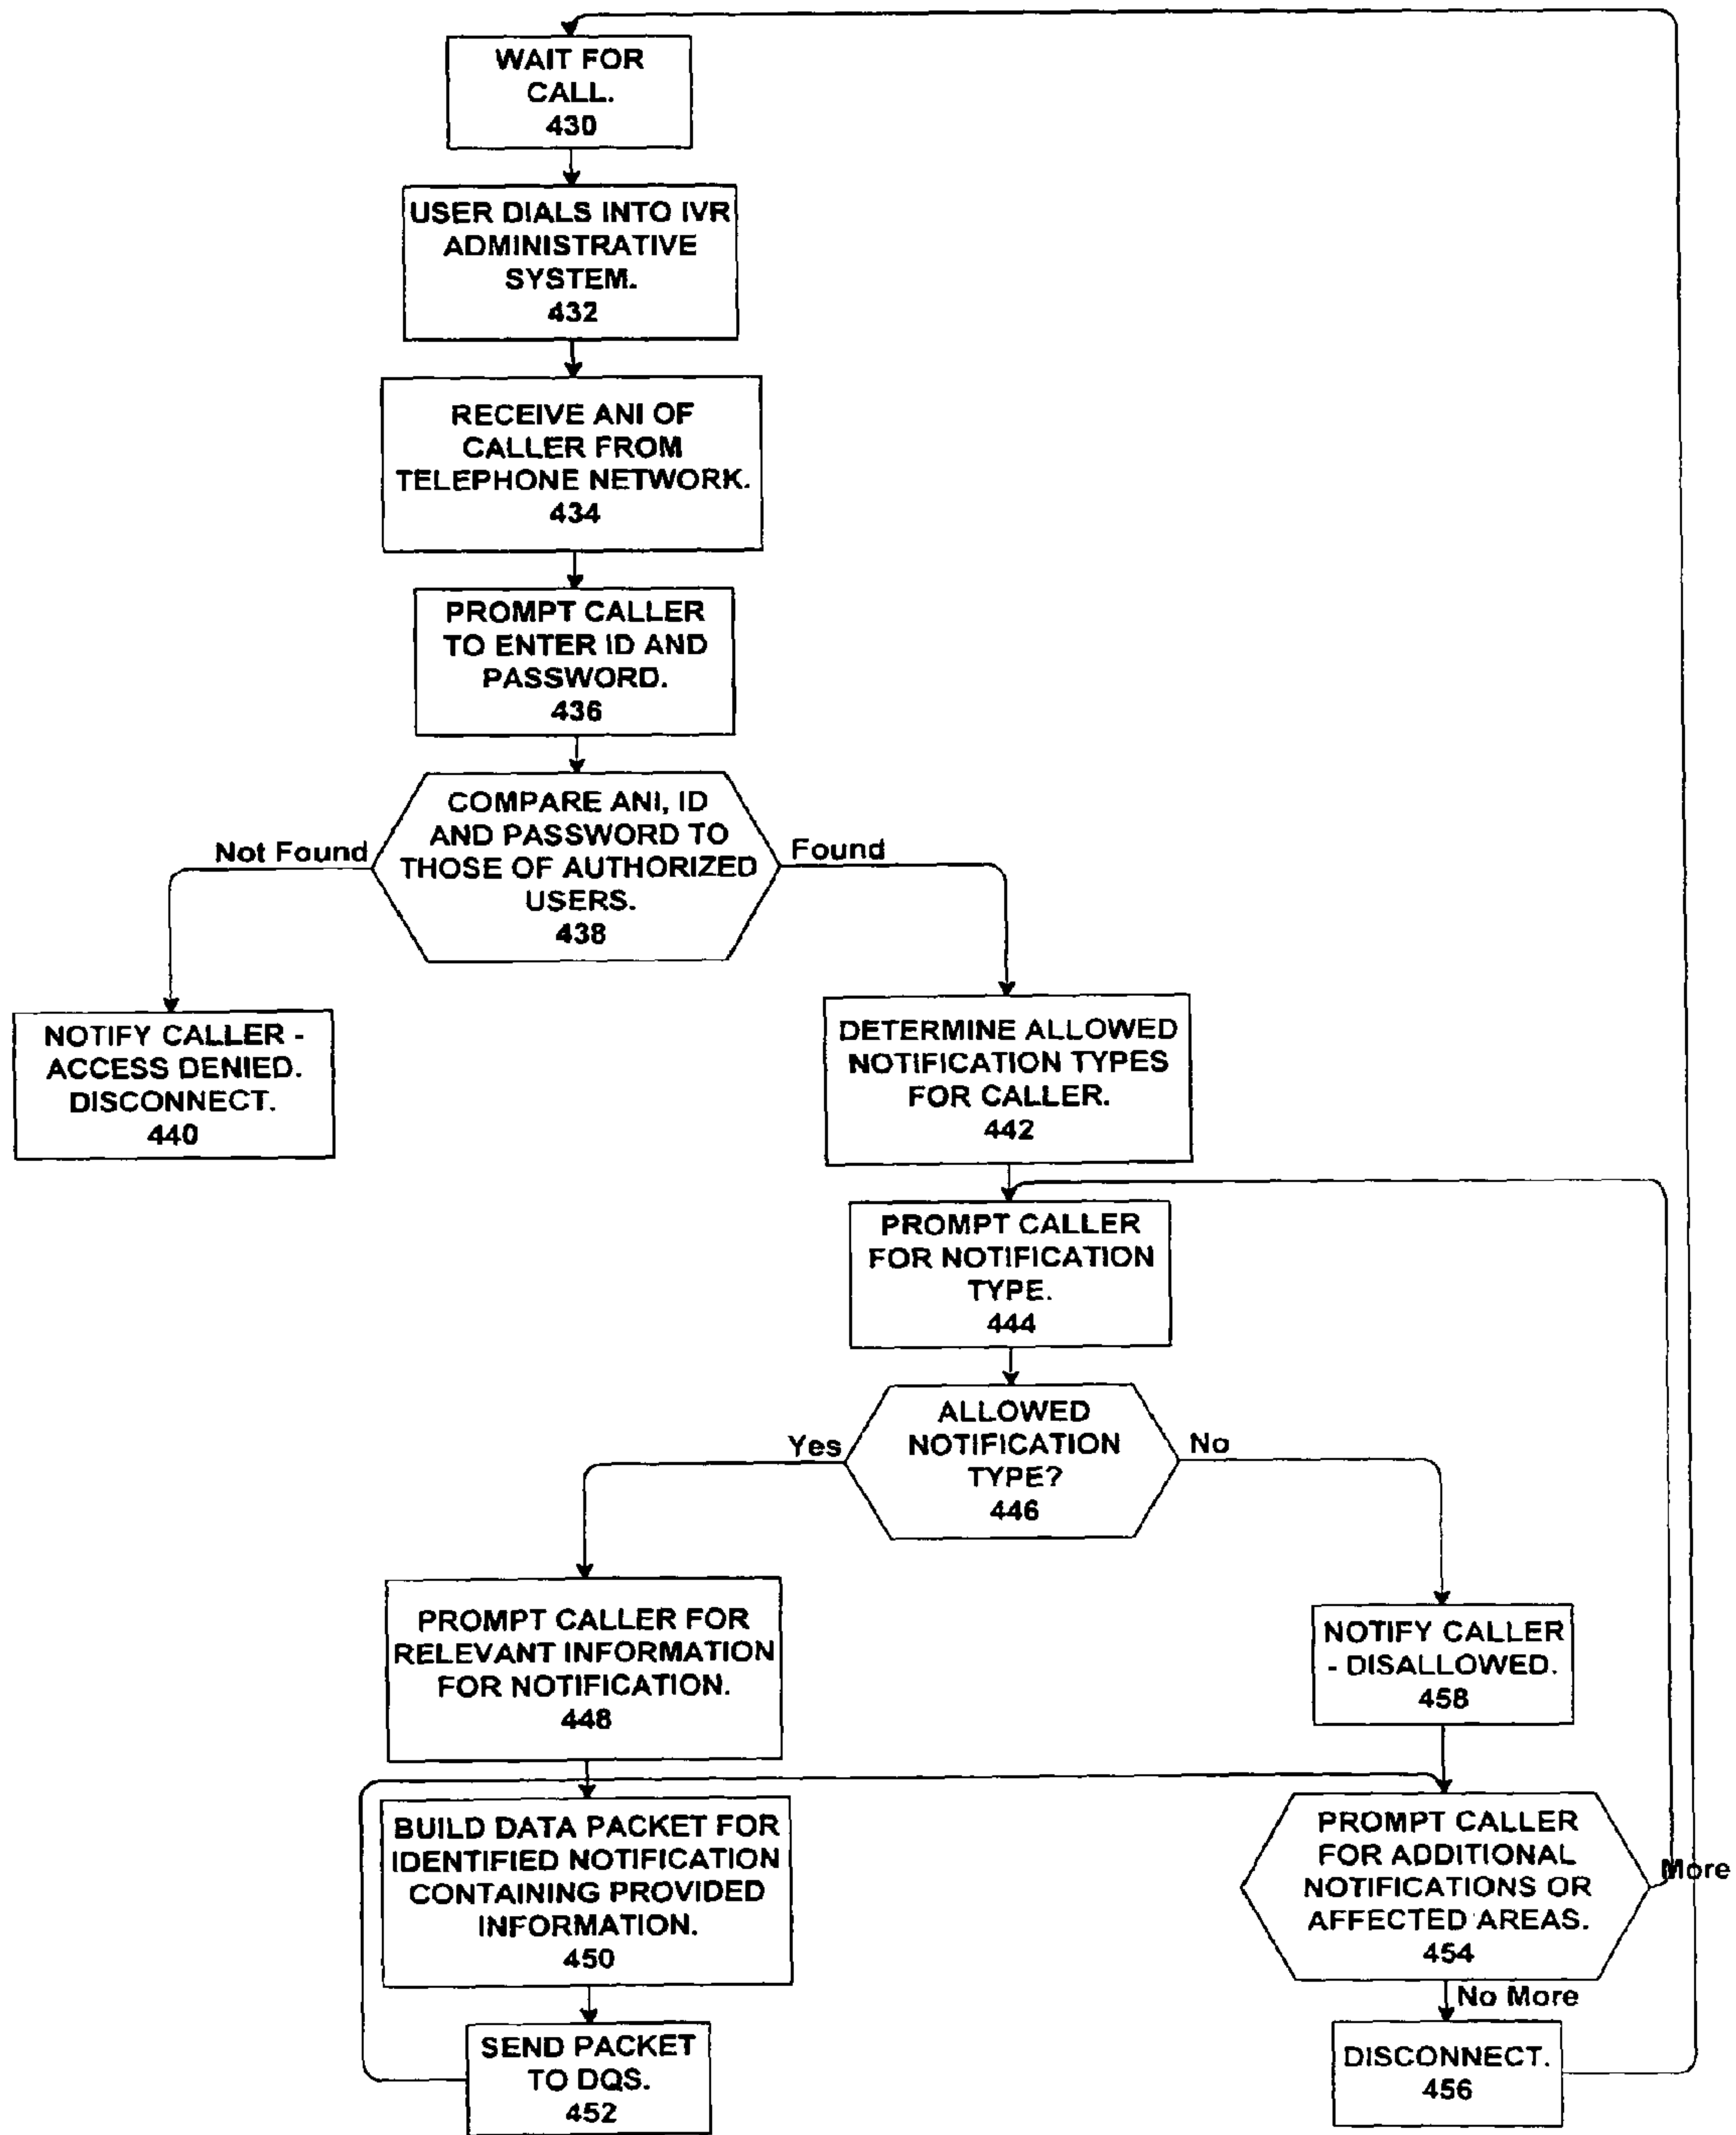 WAIT FOR
CALL.
430
USER DIALS INTO IVR
ADMINISTRATIVE
SYSTEM.
432
RECEIVE ANI OF
CALLER FROM
TELEPHONE NETWORK.
434
PROMPT CALLER
TO ENTER ID AND
PASSWORD.
436
COMPARE ANI, ID
AND PASSWORD TO
THOSE OF AUTHORIZED
USERS.
438
Not Found
Found
NOTIFY CALLER -
ACCESS DENIED.
DISCONNECT.
440
DETERMINE ALLOWED
NOTIFICATION TYPES
FOR CALLER.
442
PROMPT CALLER
FOR NOTIFICATION
TYPE.
444
ALLOWED
NOTIFICATION
TYPE?
446
Yes
No
PROMPT CALLER FOR
RELEVANT INFORMATION
FOR NOTIFICATION.
448
NOTIFY CALLER
- DISALLOWED.
458
BUILD DATA PACKET FOR
IDENTIFIED NOTIFICATION
CONTAINING PROVIDED
INFORMATION.
450
PROMPT CALLER
FOR ADDITIONAL
NOTIFICATIONS OR
AFFECTED AREAS.
454
More
No More
SEND PACKET
TO DQS.
452
DISCONNECT.
456